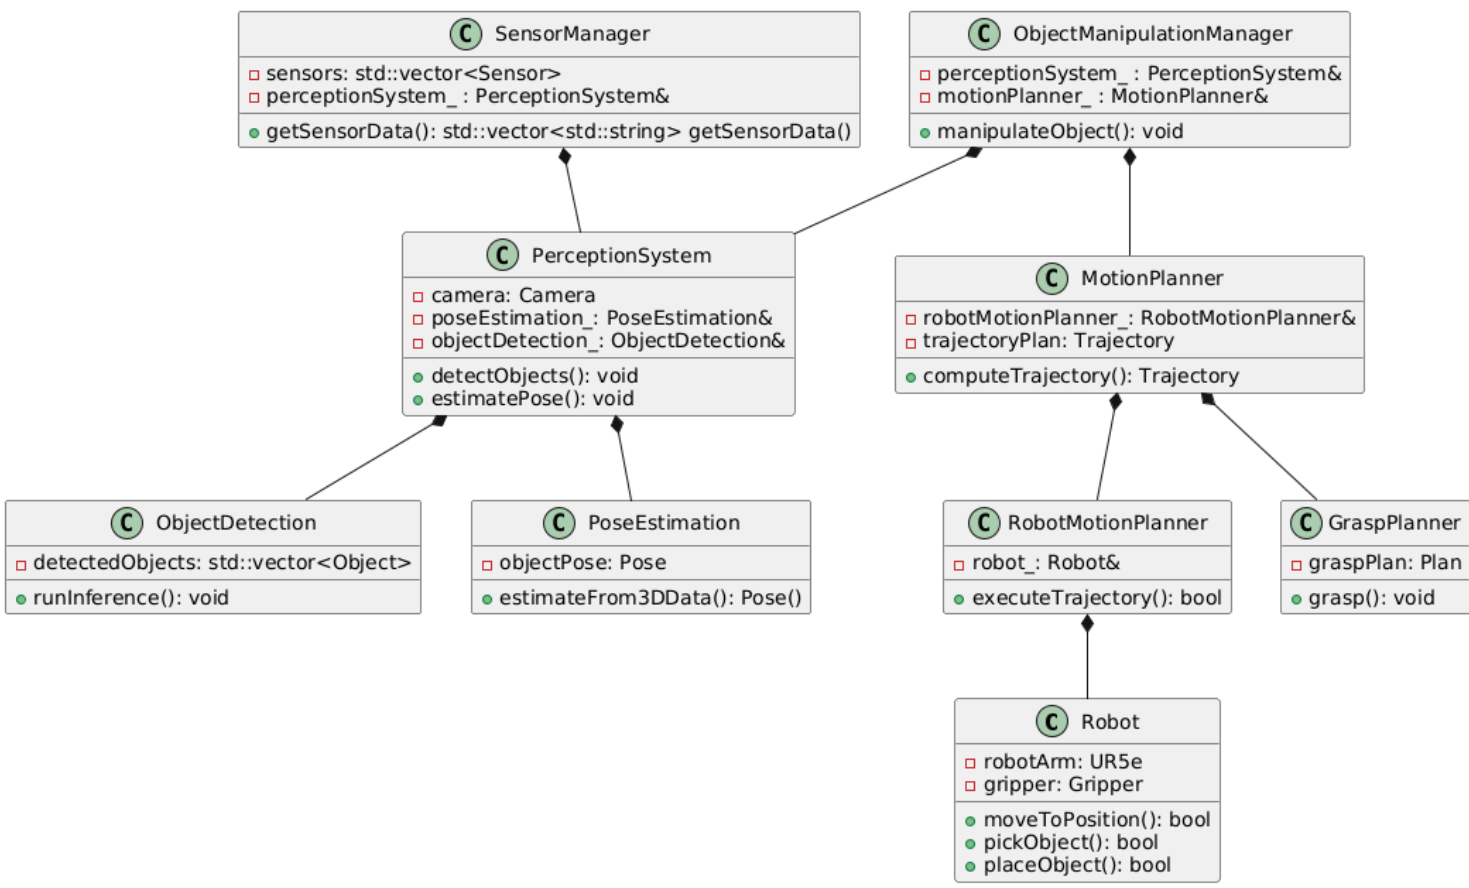 C SensorManager
sensors: std::vector<Sensor>
perceptionSystem_ : PerceptionSystem&
getSensorData(): std::vector<std::string> getSensorData()
C ObjectManipulationManager
perceptionSystem_ : PerceptionSystem&
motionPlanner_ : MotionPlanner&
manipulateObject(): void
C PerceptionSystem
camera: Camera
poseEstimation_: PoseEstimation&
objectDetection_: ObjectDetection&
detectObjects(): void
estimatePose(): void
C MotionPlanner
robotMotionPlanner_: RobotMotionPlanner&
trajectoryPlan: Trajectory
computeTrajectory(): Trajectory
C ObjectDetection
detectedObjects: std::vector<Object>
runInference(): void
C PoseEstimation
objectPose: Pose
estimateFrom3DData(): Pose()
C RobotMotionPlanner
robot_: Robot&
executeTrajectory(): bool
C GraspPlanner
graspPlan: Plan
grasp(): void
C Robot
robotArm: UR5e
gripper: Gripper
moveToPosition(): bool
pickObject(): bool
placeObject(): bool